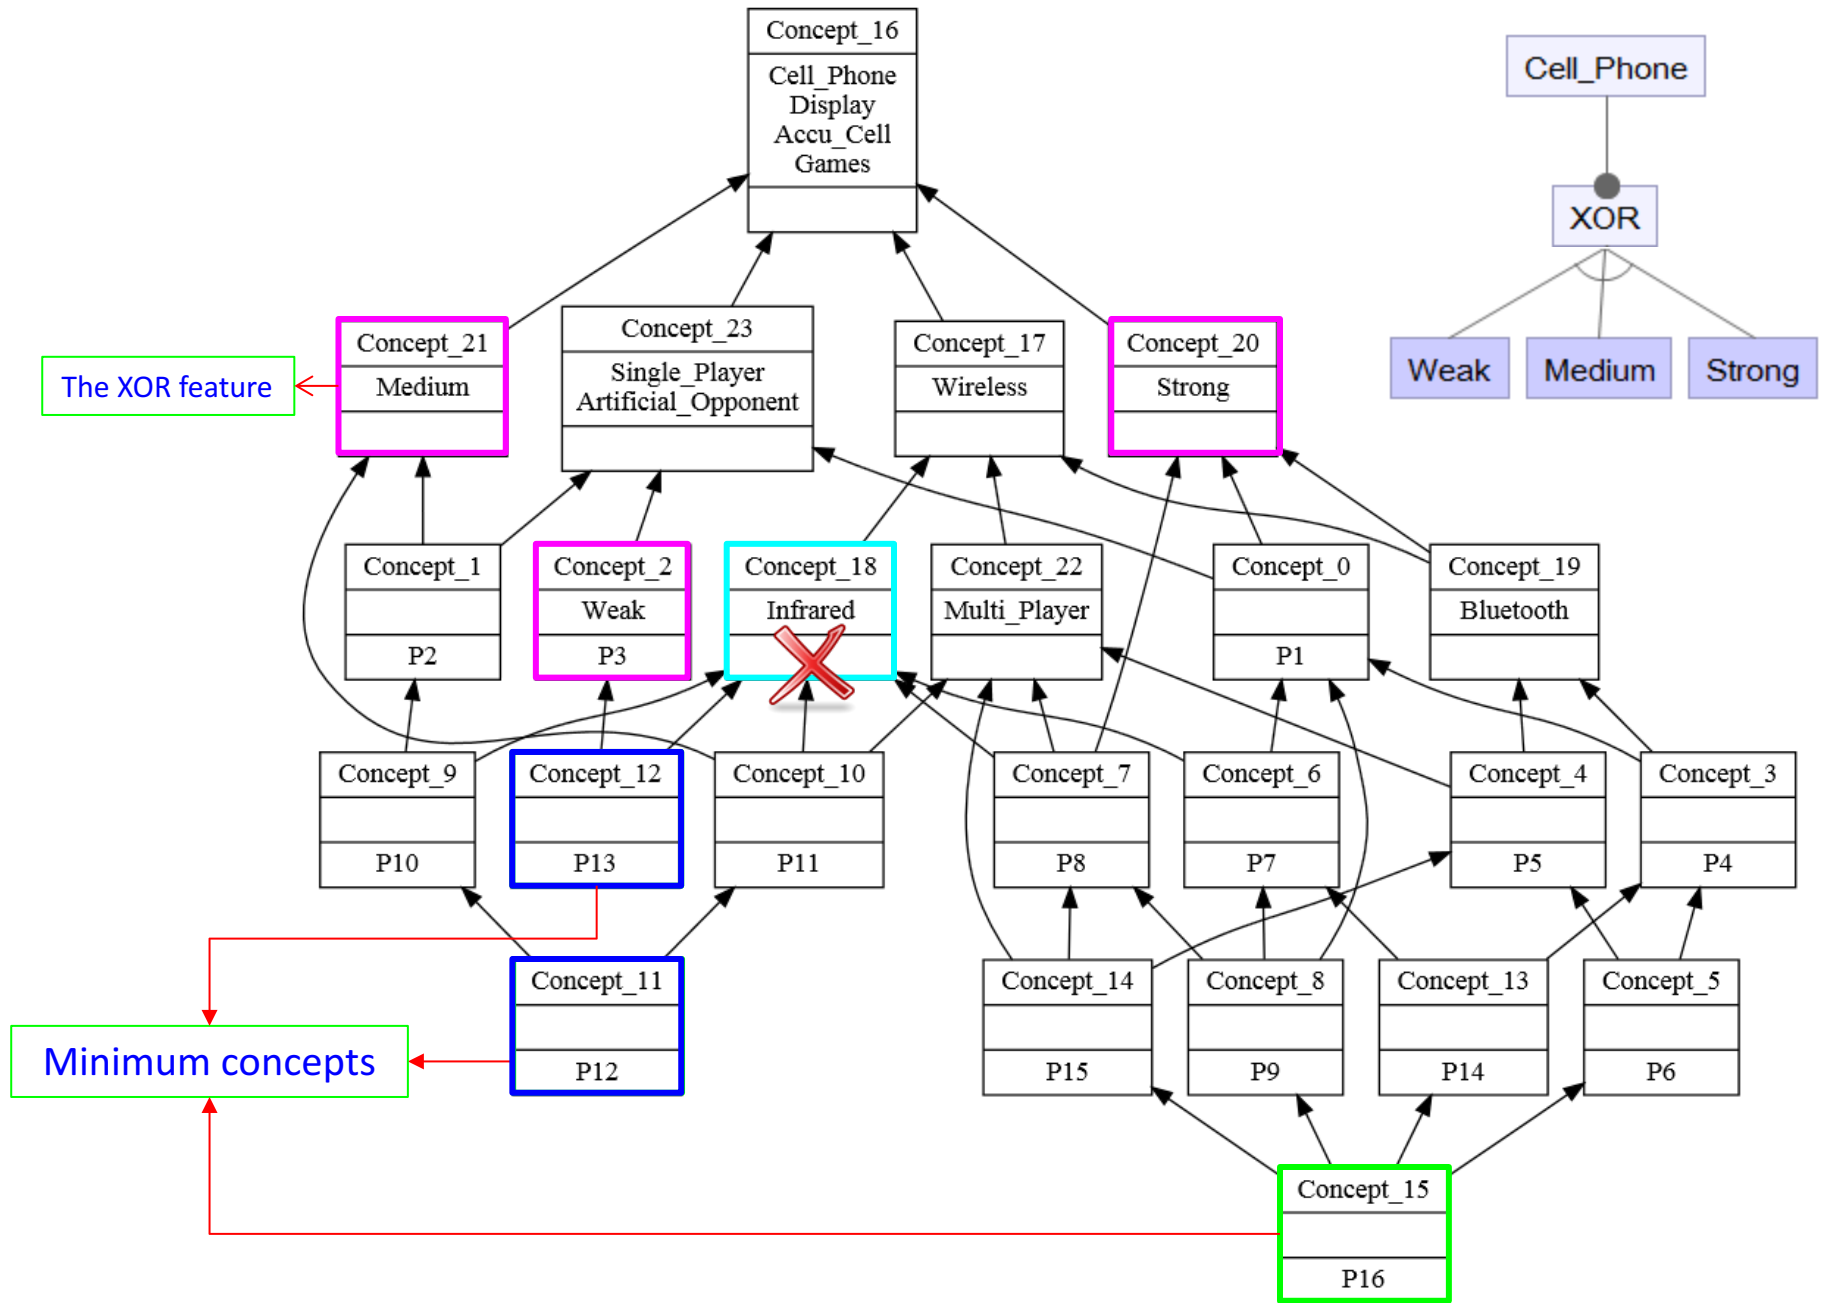 Concept_16
Cell_Phone
Display
Accu_Cell
Games
Cell_Phone
XOR
Weak
Medium
Strong
The XOR feature
Concept_21
Medium
Concept_23
Single_Player
Artificial_Opponent
Concept_17
Wireless
Concept_20
Strong
Concept_1
P2
Concept_2
Weak
P3
Concept_18
Infrared
Concept_22
Multi_Player
Concept_0
P1
Concept_19
Bluetooth
Concept_9
P10
Concept_12
P13
Concept_10
P11
Concept_7
P8
Concept_6
P7
Concept_4
P5
Concept_3
P4
Concept_11
P12
Concept_14
P15
Concept_8
P9
Concept_13
P14
Concept_5
P6
Minimum concepts
Concept_15
P16